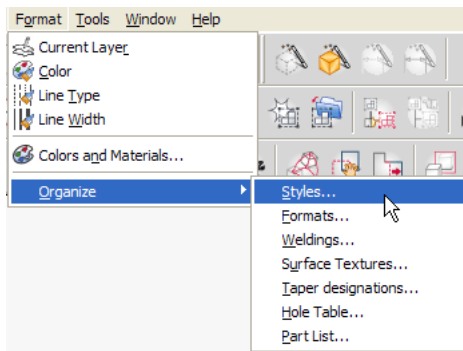 Format Tools Window Help
Current Layer
Color
Line Type
Line Width
Colors and Materials...
Organize
Styles...
Formats...
Weldings...
Surface Textures...
Taper designations...
Hole Table...
Part List...